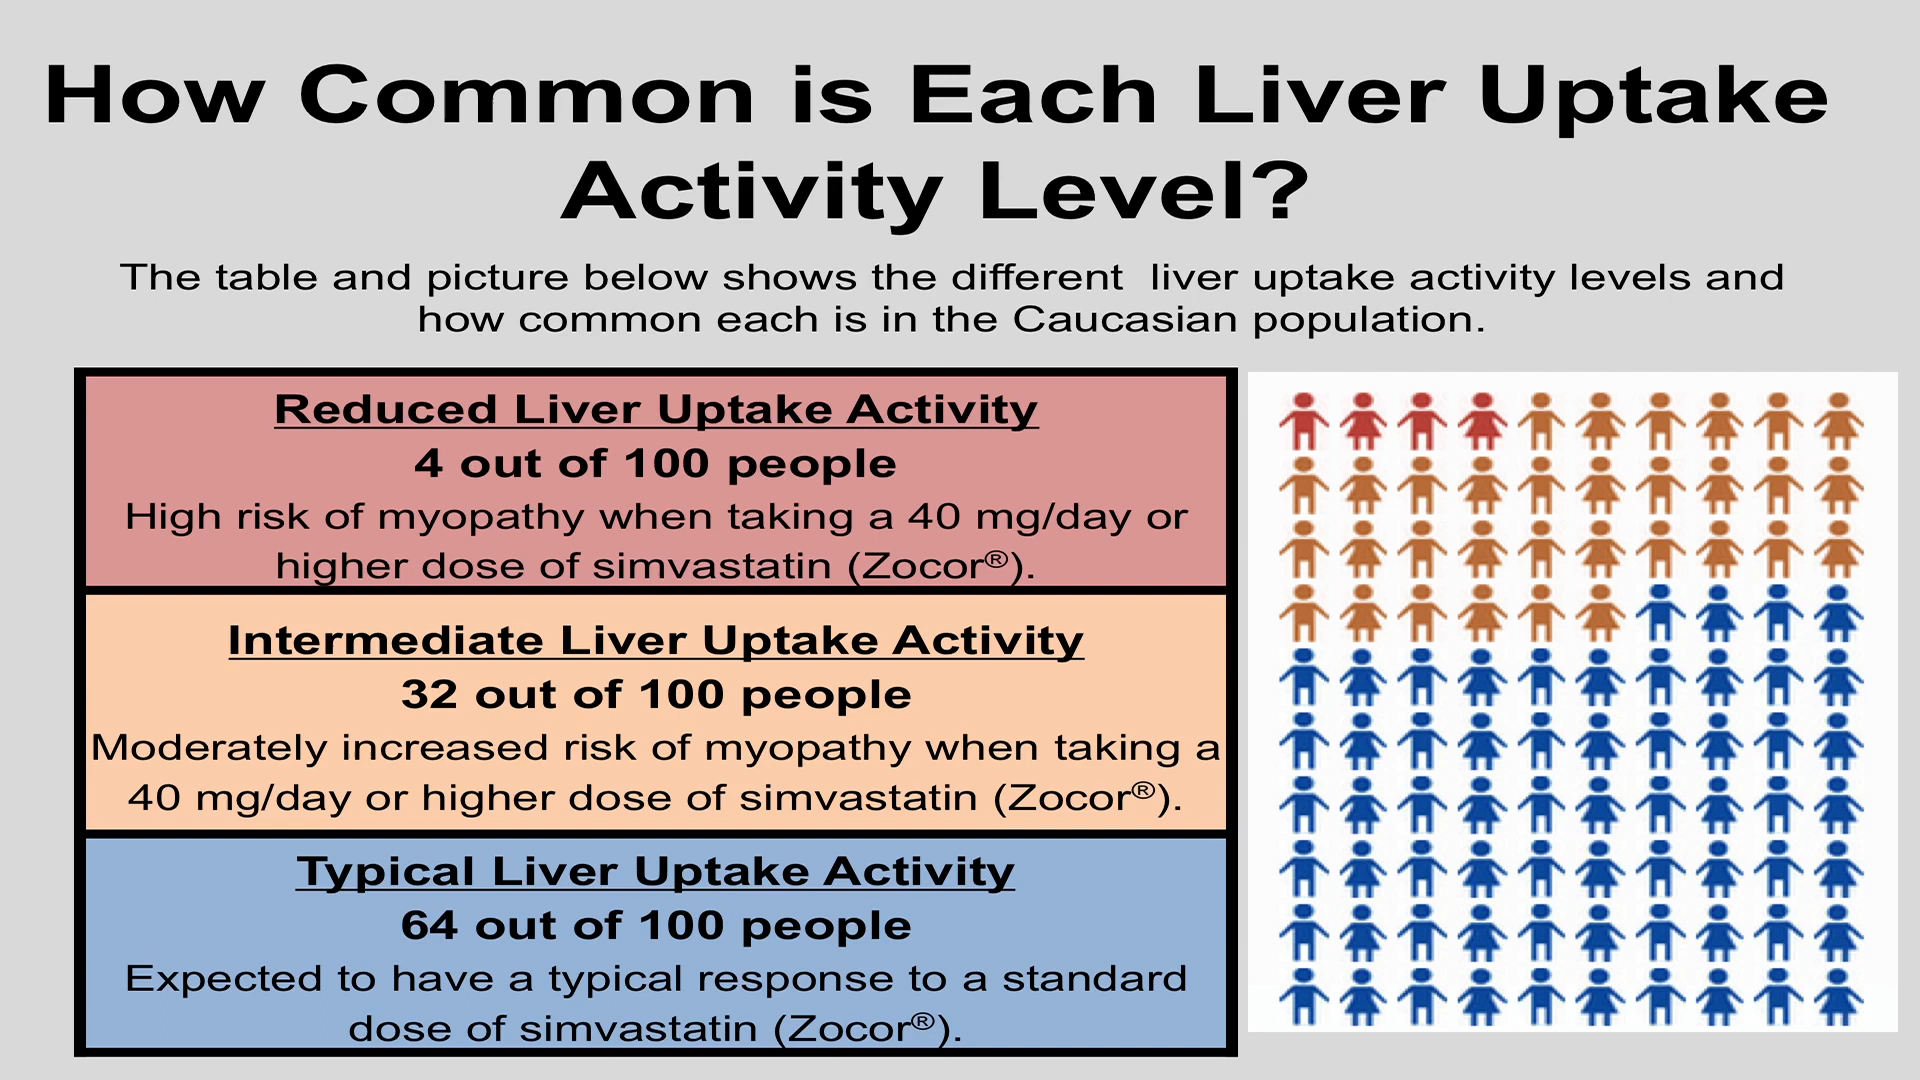 How Common is Each Liver Uptake
Activity Level?
The table and picture below shows the different  liver uptake activity levels and
how common each is in the Caucasian population.
Reduced Liver Uptake Activity
4 out of 100 people
High risk of myopathy when taking a 40 mg/day or
higher dose of simvastatin (Zocor®).
Intermediate Liver Uptake Activity
32 out of 100 people
Moderately increased risk of myopathy when taking a
40 mg/day or higher dose of simvastatin (Zocor®).
Typical Liver Uptake Activity
64 out of 100 people
Expected to have a typical response to a standard
dose of simvastatin (Zocor®).